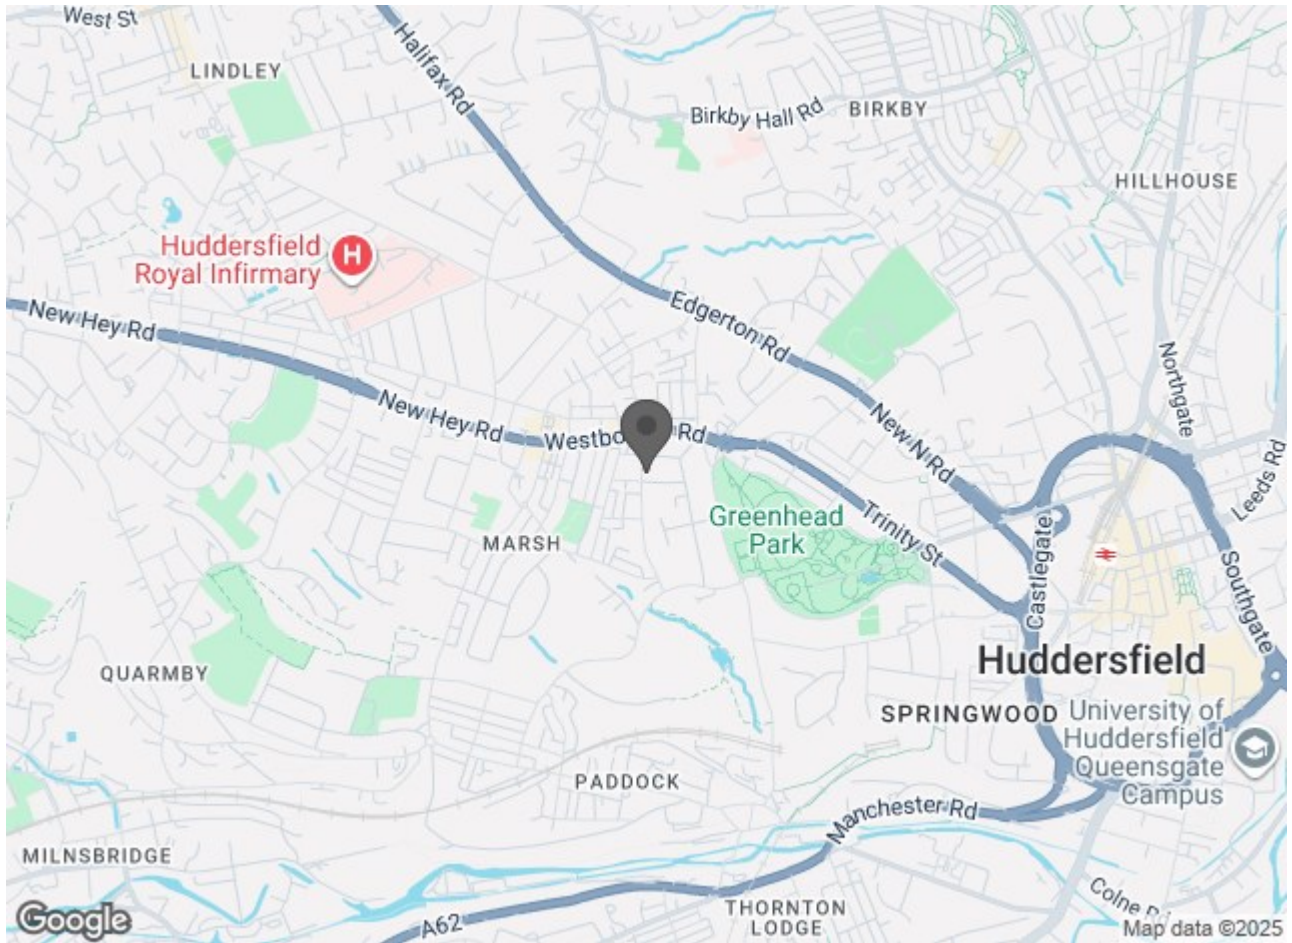 West St
LINDLEY
Halifax Rd
Birkby Hall Rd
BIRKBY
HILLHOUSE
Huddersfield
Royal Infirmary
H
New Hey Rd
Edgerton Rd
Northgate
New Hey Rd
Rd
New N Rd
Leeds Rd
Greenhead
Park
Trinity St
MARSH
Castlegate
Southgate
Huddersfield
QUARMBY
SPRINGWOOD
University of
Huddersfield
Queensgate
Campus
PADDOCK
Manchester Rd
MILNSBRIDGE
Colne
THORNTON
LODGE
A62
Google
Map data ©2025